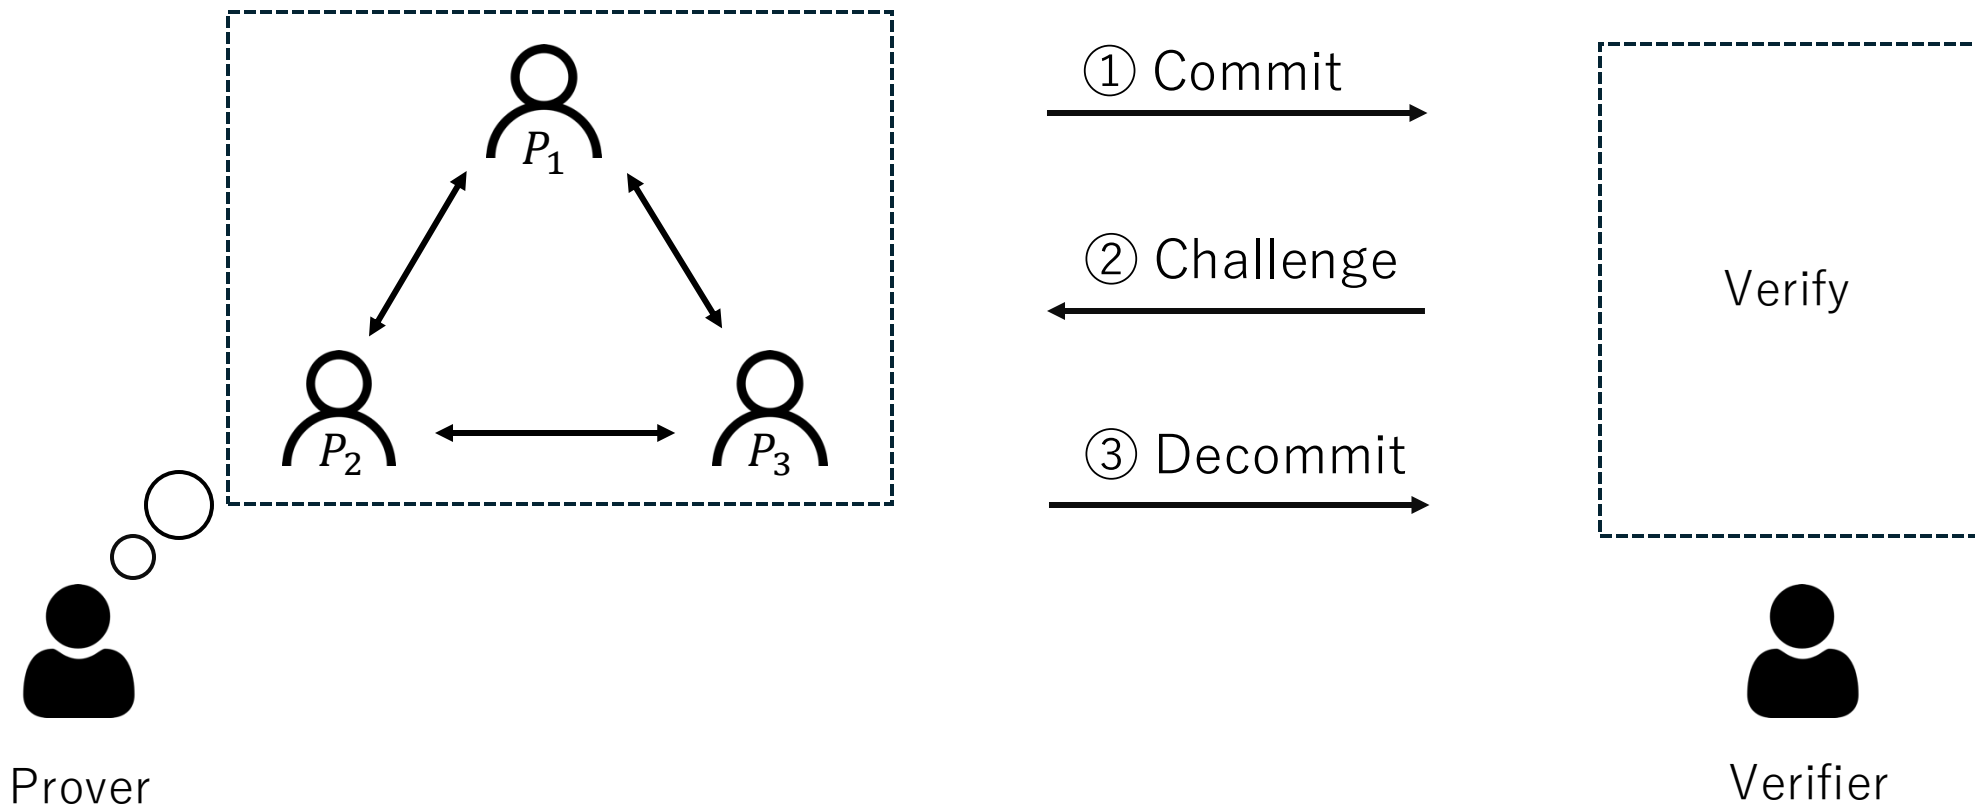 P1
P2
P3
① Commit
② Challenge
③ Decommit
Verify
Prover
Verifier